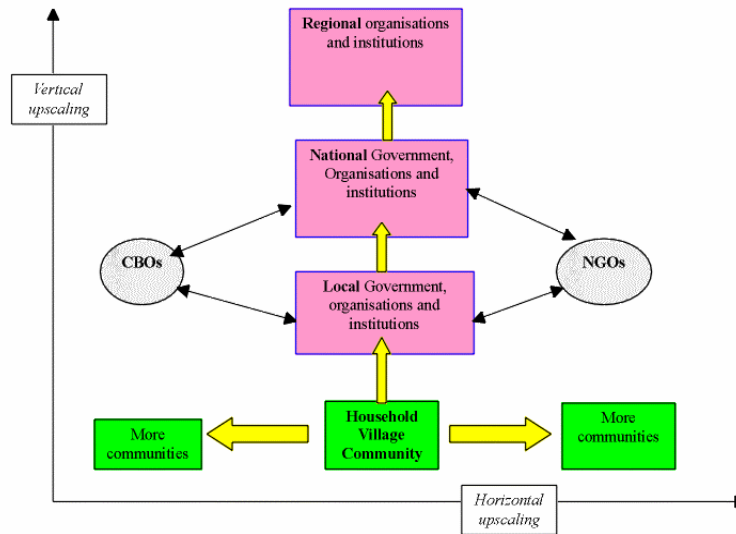 Regional organisations
and institutions
Vertical
upscaling
National Government,
Organisations and
institutions
CBOs
NGOs
Local Government,
organisations and
institutions
Household
Village
Community
More
communities
More
communities
Horizontal
upscaling